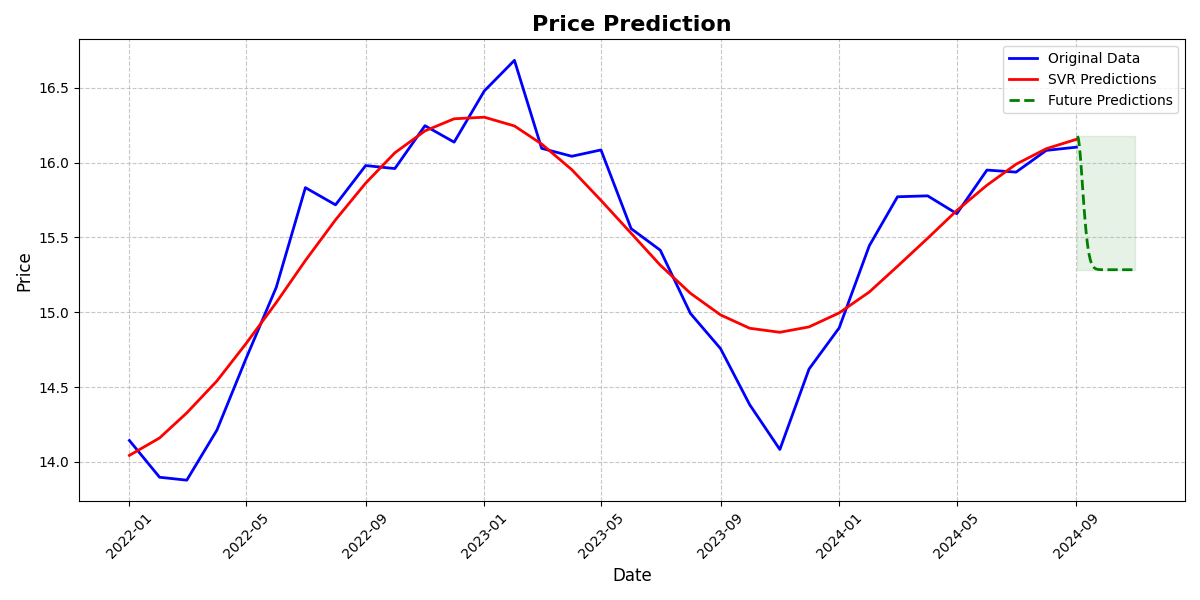 Price Prediction
Original Data
SVR Predictions
Future Predictions
Price
16.5
16.0
15.5
15.0
14.5
14.0
2022-01
2022-05
2022-09
2023-01
2023-05
2023-09
2024-01
2024-05
2024-09
Date